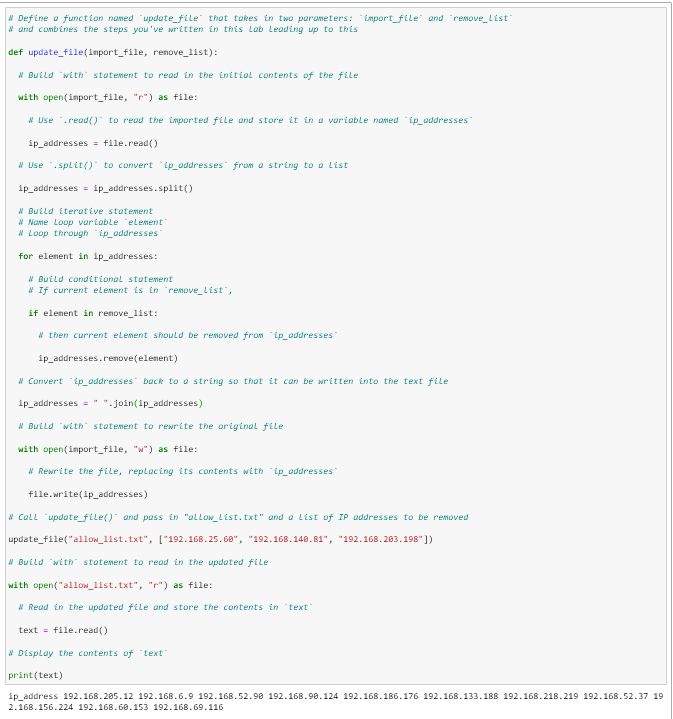 # Define a function named `update_file` that takes in two parameters: `import_file` and `remove_list`
# and combines the steps you've written in this lab leading up to this
def update_file(import_file, remove_list):
# Build `with` statement to read in the initial contents of the file
with open(import_file, "r") as file:
# Use `.read()` to read the imported file and store it in a variable named `ip_addresses`
ip_addresses = file.read()
# Use `.split()` to convert `ip_addresses` from a string to a list
ip_addresses = ip_addresses.split()
# Build iterative statement
# Name loop variable `element`
# Loop through `ip_addresses`
for element in ip_addresses:
# Build conditional statement
# If current element is in `remove_list`,
if element in remove_list:
# then current element should be removed from `ip_addresses`
ip_addresses.remove(element)
# Convert `ip_addresses` back to a string so that it can be written into the text file
ip_addresses = " ".join(ip_addresses)
# Build `with` statement to rewrite the original file
with open(import_file, "w") as file:
# Rewrite the file, replacing its contents with `ip_addresses`
file.write(ip_addresses)
# Call `update_file()` and pass in "allow_list.txt" and a list of IP addresses to be removed
update_file("allow_list.txt", ["192.168.25.60", "192.168.140.81", "192.168.203.198"])
# Build `with` statement to read in the updated file
with open("allow_list.txt", "r") as file:
# Read in the updated file and store the contents in `text`
text = file.read()
# Display the contents of `text`
print(text)
ip_address 192.168.205.12 192.168.6.9 192.168.52.90 192.168.90.124 192.168.186.176 192.168.133.188 192.168.218.219 192.168.52.37 19
2.168.156.224 192.168.60.153 192.168.69.116